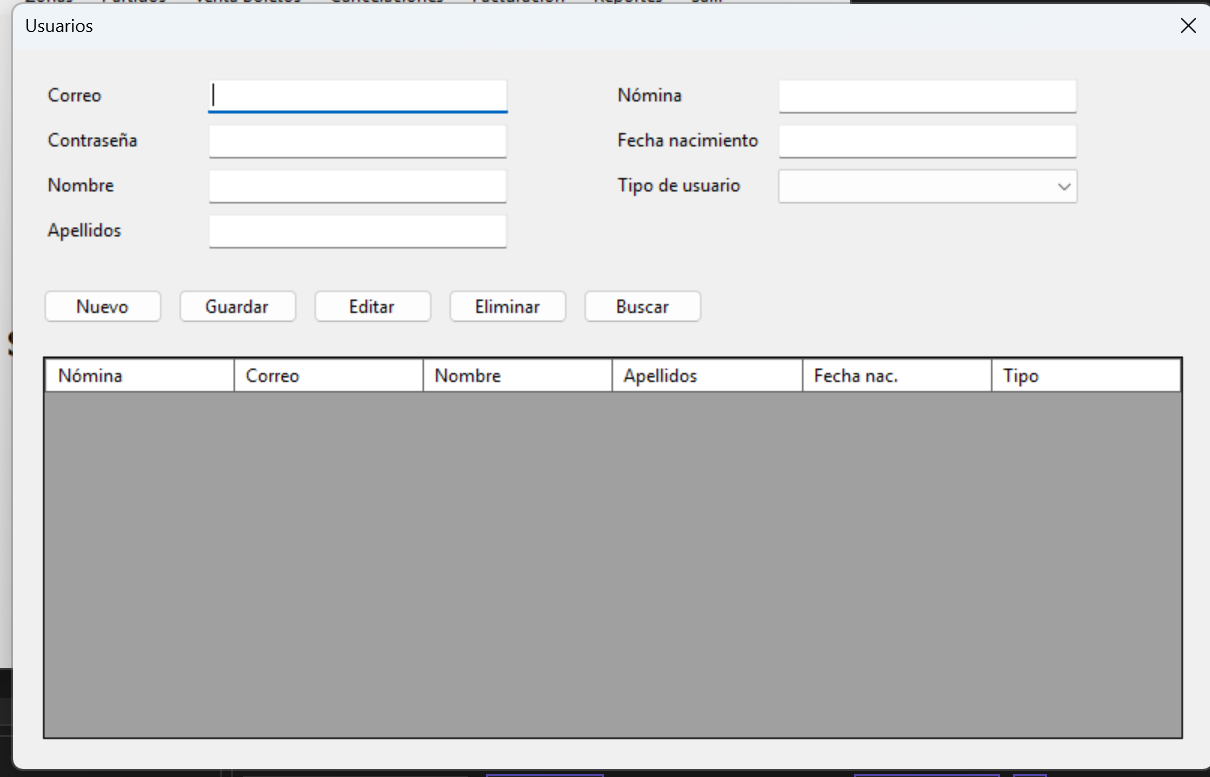 Usuarios
Correo
Nómina
Contraseña
Fecha nacimiento
Nombre
Tipo de usuario
Apellidos
Nuevo Guardar Editar Eliminar Buscar
Nómina Correo Nombre Apellidos Fecha nac. Tipo